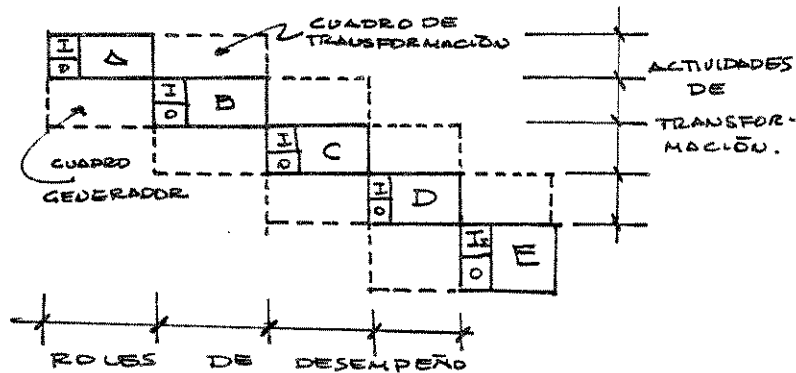 CUADRO DE
TRANSFORMACIÓN
I
O
A
ACTIVIDADES
DE
TRANSFOR-
MACIÓN.
I
O
B
CUADRO
GENERADOR
I
O
C
I
O
D
I
O
E
ROLES DE DESEMPEÑO